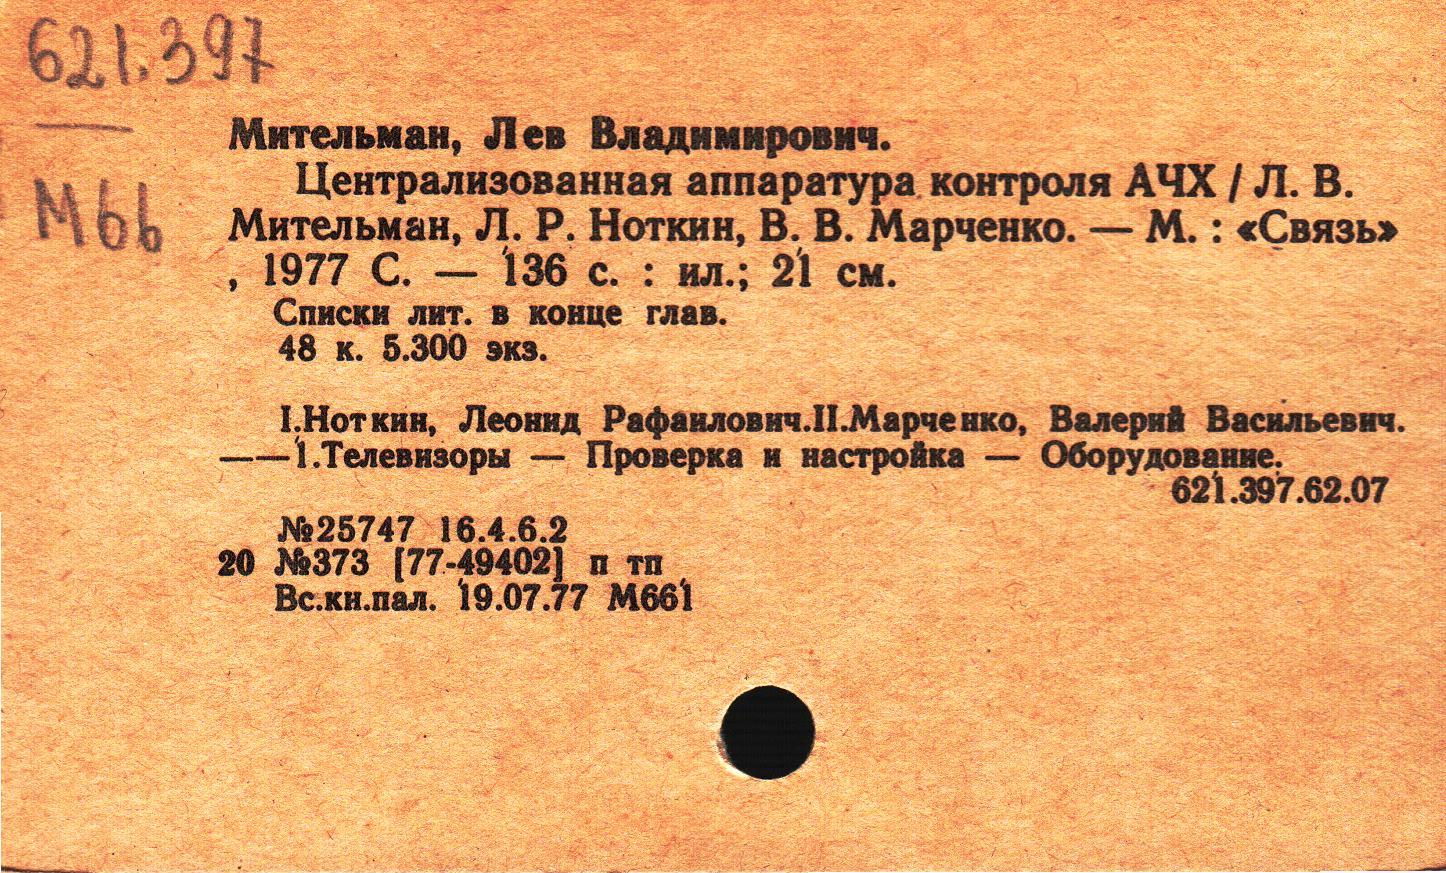 621.397
М66
Мительман, Лев Владимирович.
Централизованная аппаратура контроля АЧХ / Л. В.
Мительман, Л. Р. Ноткин, В. В. Марченко. — М. : «Связь»
, 1977 С. — 136 с. : ил.; 21 см.
Списки лит. в конце глав.
48 к. 5.300 экз.
I.Ноткин, Леонид Рафаилович.II.Марченко, Валерий Васильевич.
——1.Телевизоры — Проверка и настройка — Оборудование.
621.397.62.07
№25747 16.4.6.2
20 №373 [77-49402] п тп
Вс.кн.пал. 19.07.77 М661